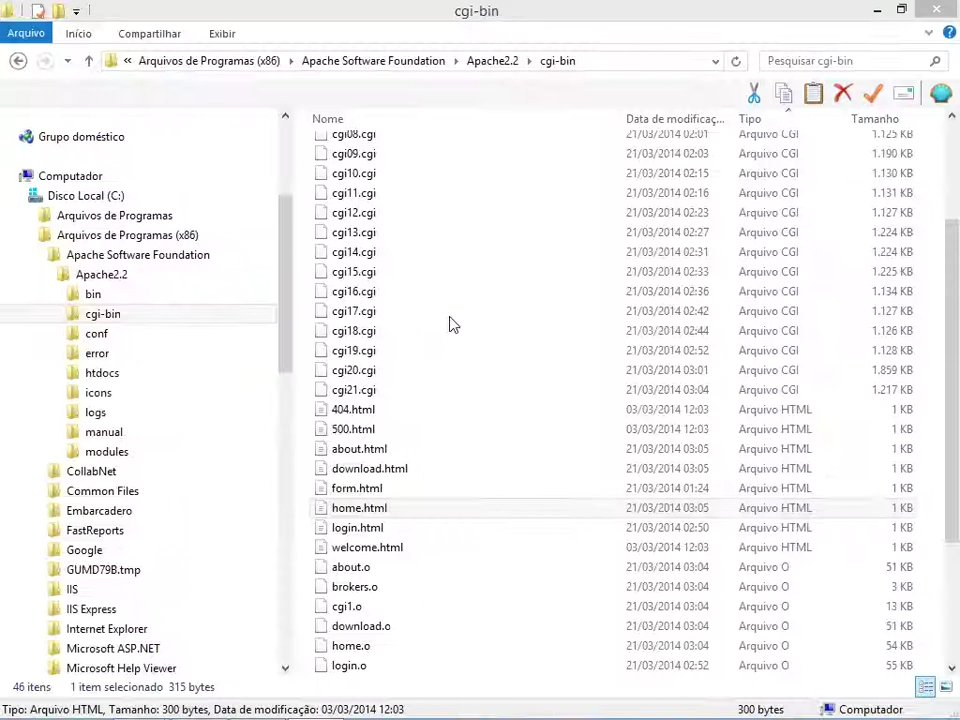 cgi-bin
Arquivo Início Compartilhar Exibir
« Arquivos de Programas (x86) Apache Software Foundation Apache2.2 cgi-bin Pesquisar cgi-bin
Nome Data de modificaç... Tipo Tamanho
Grupo doméstico
Computador
Disco Local (C:)
Arquivos de Programas
Arquivos de Programas (x86)
Apache Software Foundation
Apache2.2
bin
cgi-bin
conf
error
htdocs
icons
logs
manual
modules
CollabNet
Common Files
Embarcadero
FastReports
Google
GUMD79B.tmp
IIS
IIS Express
Internet Explorer
Microsoft ASP.NET
Microsoft Help Viewer
cgi08.cgi 21/03/2014 02:01 Arquivo CGI 1.125 KB
cgi09.cgi 21/03/2014 02:03 Arquivo CGI 1.190 KB
cgi10.cgi 21/03/2014 02:15 Arquivo CGI 1.130 KB
cgi11.cgi 21/03/2014 02:16 Arquivo CGI 1.131 KB
cgi12.cgi 21/03/2014 02:23 Arquivo CGI 1.127 KB
cgi13.cgi 21/03/2014 02:27 Arquivo CGI 1.224 KB
cgi14.cgi 21/03/2014 02:31 Arquivo CGI 1.224 KB
cgi15.cgi 21/03/2014 02:33 Arquivo CGI 1.225 KB
cgi16.cgi 21/03/2014 02:36 Arquivo CGI 1.134 KB
cgi17.cgi 21/03/2014 02:42 Arquivo CGI 1.127 KB
cgi18.cgi 21/03/2014 02:44 Arquivo CGI 1.126 KB
cgi19.cgi 21/03/2014 02:52 Arquivo CGI 1.128 KB
cgi20.cgi 21/03/2014 03:01 Arquivo CGI 1.859 KB
cgi21.cgi 21/03/2014 03:04 Arquivo CGI 1.217 KB
404.html 03/03/2014 12:03 Arquivo HTML 1 KB
500.html 03/03/2014 12:03 Arquivo HTML 1 KB
about.html 21/03/2014 03:05 Arquivo HTML 1 KB
download.html 21/03/2014 03:05 Arquivo HTML 1 KB
form.html 21/03/2014 01:24 Arquivo HTML 1 KB
home.html 21/03/2014 03:05 Arquivo HTML 1 KB
login.html 21/03/2014 02:50 Arquivo HTML 1 KB
welcome.html 03/03/2014 12:03 Arquivo HTML 1 KB
about.o 21/03/2014 03:04 Arquivo O 51 KB
brokers.o 21/03/2014 03:04 Arquivo O 3 KB
cgi1.o 21/03/2014 03:04 Arquivo O 13 KB
download.o 21/03/2014 03:04 Arquivo O 51 KB
home.o 21/03/2014 03:04 Arquivo O 54 KB
login.o 21/03/2014 02:52 Arquivo O 55 KB
46 itens 1 item selecionado 315 bytes
Tipo: Arquivo HTML, Tamanho: 300 bytes, Data de modificação: 03/03/2014 12:03 300 bytes Computador